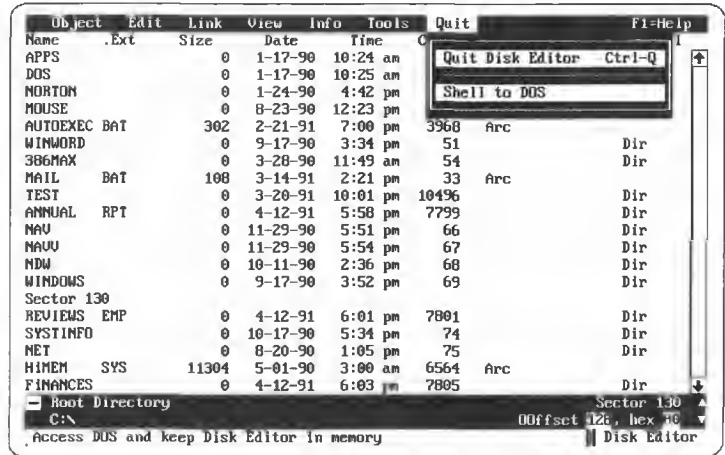 Object Edit Link View Info Tools Quit F1=Help
Name .Ext Size Date Time C
APPS 0 1-17-90 10:24 am Quit Disk Editor Ctrl-Q
DOS 0 1-17-90 10:25 am
NORTON 0 1-24-90 4:42 pm Shell to DOS
MOUSE 0 8-23-90 12:23 pm
AUTOEXEC BAT 302 2-21-91 7:00 pm 3968 Arc
WINWORD 0 9-17-90 3:34 pm 51 Dir
386MAX 0 3-28-90 11:49 am 54 Dir
MAIL BAT 108 3-14-91 2:21 pm 33 Arc
TEST 0 3-20-91 10:01 pm 10496 Dir
ANNUAL RPT 0 4-12-91 5:58 pm 7799 Dir
NAV 0 11-29-90 5:51 pm 66 Dir
NAVV 0 11-29-90 5:54 pm 67 Dir
NDW 0 10-11-90 2:36 pm 68 Dir
WINDOWS 0 9-17-90 3:52 pm 69 Dir
Sector 130
REVIEWS EMP 0 4-12-91 6:01 pm 7801 Dir
SYSTINFO 0 10-17-90 5:34 pm 74 Dir
NET 0 8-20-90 1:05 pm 75 Dir
HIMEM SYS 11304 5-01-90 3:00 am 6564 Arc
FINANCES 0 4-12-91 6:03 pm 7805 Dir
Root Directory Sector 130
C:\ OOffset 128, hex
Access DOS and keep Disk Editor in memory Disk Editor